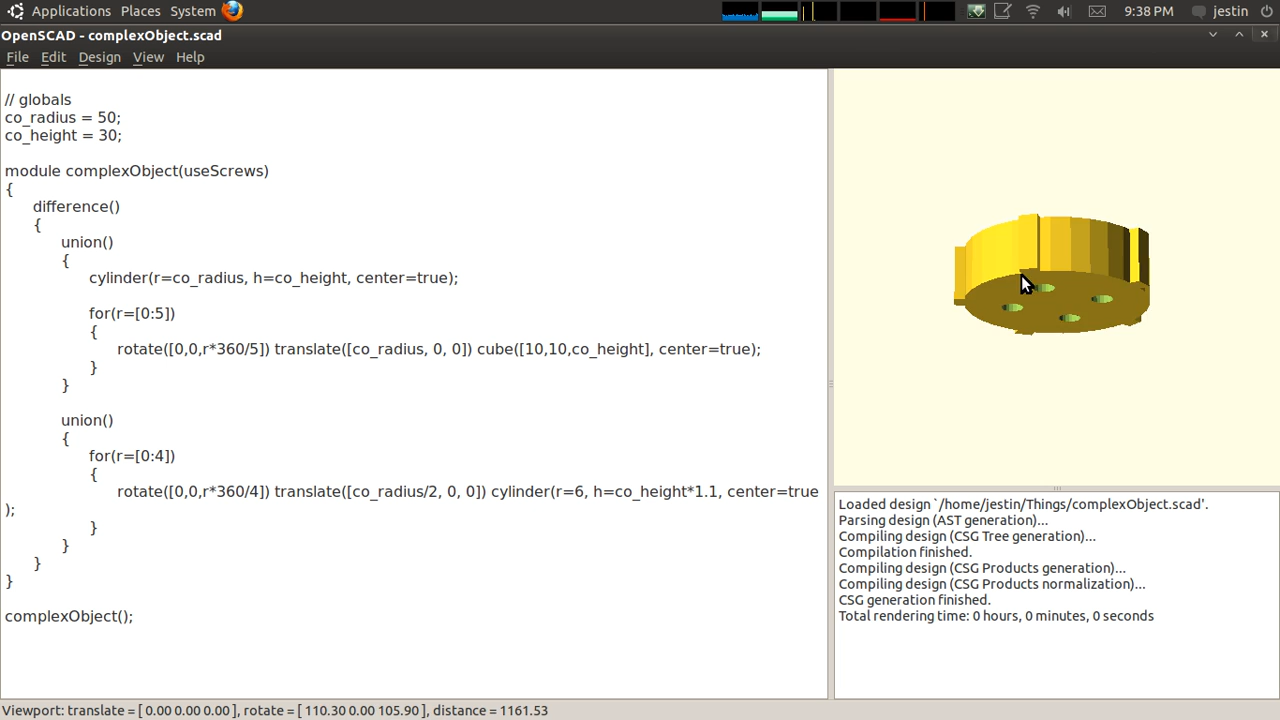 Applications Places System 9:38 PM jestin
OpenSCAD - complexObject.scad
File Edit Design View Help
// globals
co_radius = 50;
co_height = 30;
module complexObject(useScrews)
{
difference()
{
union()
{
cylinder(r=co_radius, h=co_height, center=true);
for(r=[0:5])
{
rotate([0,0,r*360/5]) translate([co_radius, 0, 0]) cube([10,10,co_height], center=true);
}
}
union()
{
for(r=[0:4])
{
rotate([0,0,r*360/4]) translate([co_radius/2, 0, 0]) cylinder(r=6, h=co_height*1.1, center=true
);
}
}
}
}
complexObject();
Loaded design `/home/jestin/Things/complexObject.scad'.
Parsing design (AST generation)...
Compiling design (CSG Tree generation)...
Compilation finished.
Compiling design (CSG Products generation)...
Compiling design (CSG Products normalization)...
CSG generation finished.
Total rendering time: 0 hours, 0 minutes, 0 seconds
Viewport: translate = [ 0.00 0.00 0.00 ], rotate = [ 110.30 0.00 105.90 ], distance = 1161.53